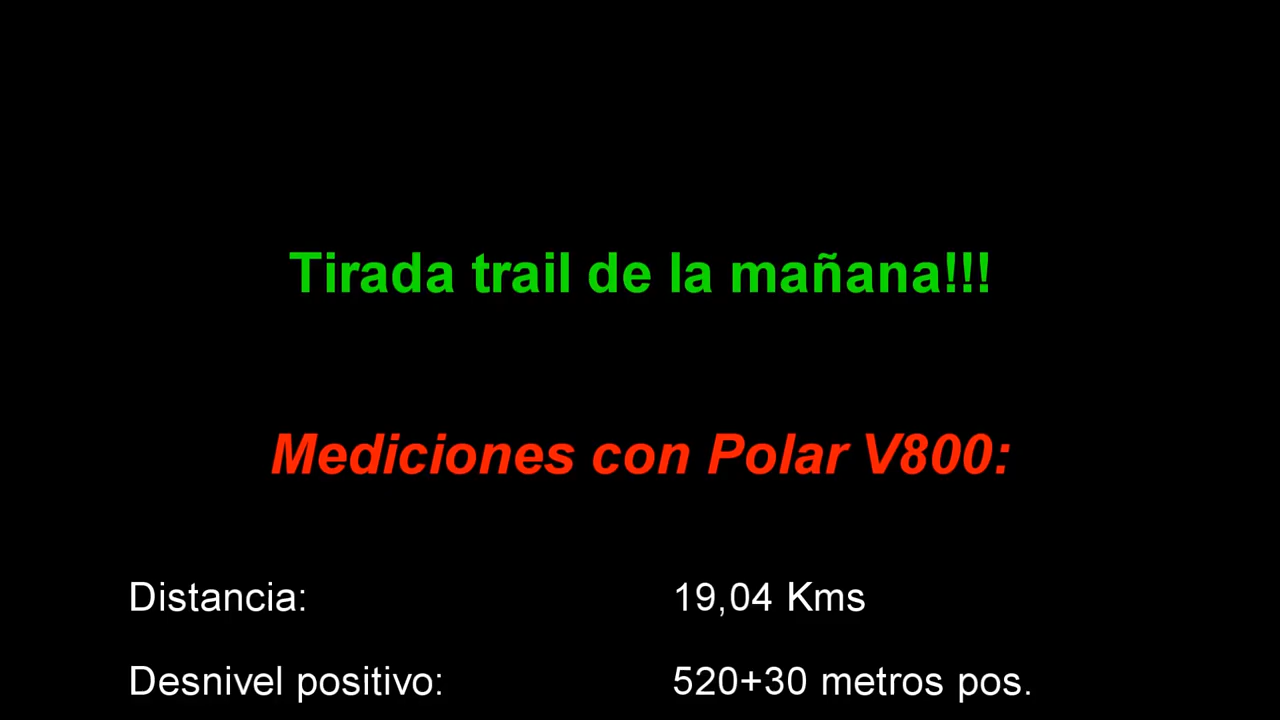 Tirada trail de la mañana!!!
Mediciones con Polar V800:
Distancia: 19,04 Kms
Desnivel positivo: 520+30 metros pos.